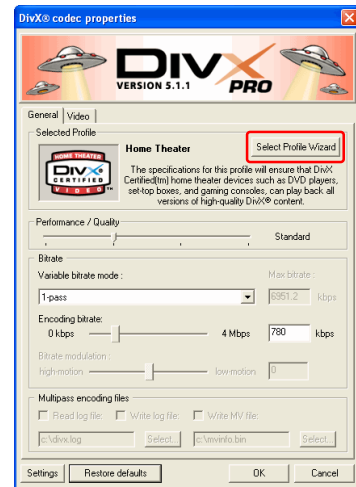 DivX® codec properties
DIVX
VERSION 5.1.1 PRO
General Video
Selected Profile
HOME THEATER
DIVX
CERTIFIED
VIDEO
Home Theater
Select Profile Wizard
The specifications for this profile will ensure that DivX
Certified(tm) home theater devices such as DVD players,
set-top boxes, and gaming consoles, can play back all
versions of high-quality DivX® content.
Performance / Quality
Standard
Bitrate
Variable bitrate mode :
Max bitrate :
1-pass
6951.2 kbps
Encoding bitrate:
0 kbps 4 Mbps 780 kbps
Bitrate modulation :
high-motion low-motion 0
Multipass encoding files
Read log file: Write log file: Write MV file:
c:\divx.log Select... c:\mvinfo.bin Select...
Settings Restore defaults OK Cancel